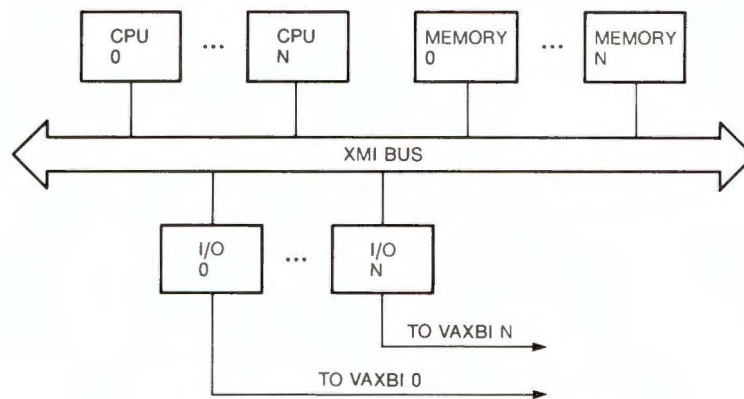 CPU
0
...
CPU
N
MEMORY
0
...
MEMORY
N
XMI BUS
I/O
0
...
I/O
N
TO VAXBI N
TO VAXBI 0